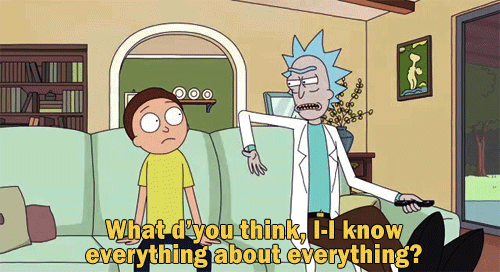 What d'you think, I-I know
everything about everything?